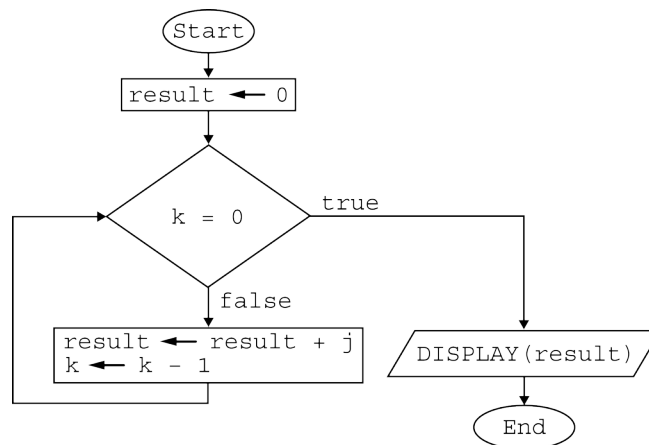 Start
result ← 0
k = 0
true
false
result ← result + j
k ← k - 1
DISPLAY(result)
End